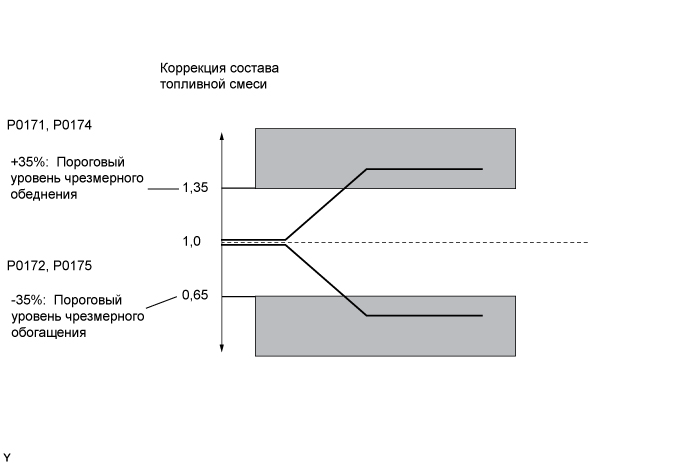 Коррекция состава
топливной смеси
P0171, P0174
+35%: Пороговый
уровень чрезмерного
обеднения
1,35
1,0
P0172, P0175
-35%: Пороговый
уровень чрезмерного
обогащения
0,65
Y